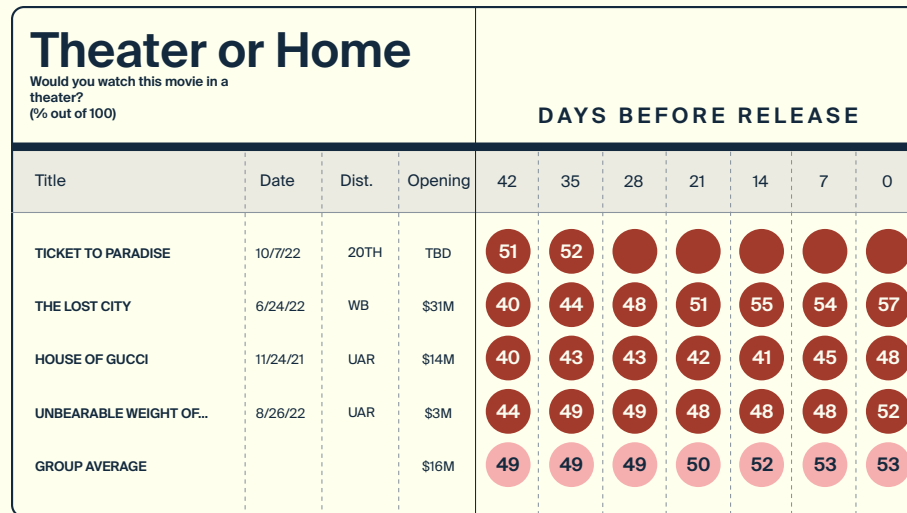 Theater or Home
Would you watch this movie in a
theater?
(% out of 100)
DAYS BEFORE RELEASE
Title Date Dist. Opening 42 35 28 21 14 7 0
TICKET TO PARADISE 10/7/22 20TH TBD 51 52
THE LOST CITY 6/24/22 WB $31M 40 44 48 51 55 54 57
HOUSE OF GUCCI 11/24/21 UAR $14M 40 43 43 42 41 45 48
UNBEARABLE WEIGHT OF... 8/26/22 UAR $3M 44 49 49 48 48 48 52
GROUP AVERAGE $16M 49 49 49 50 52 53 53